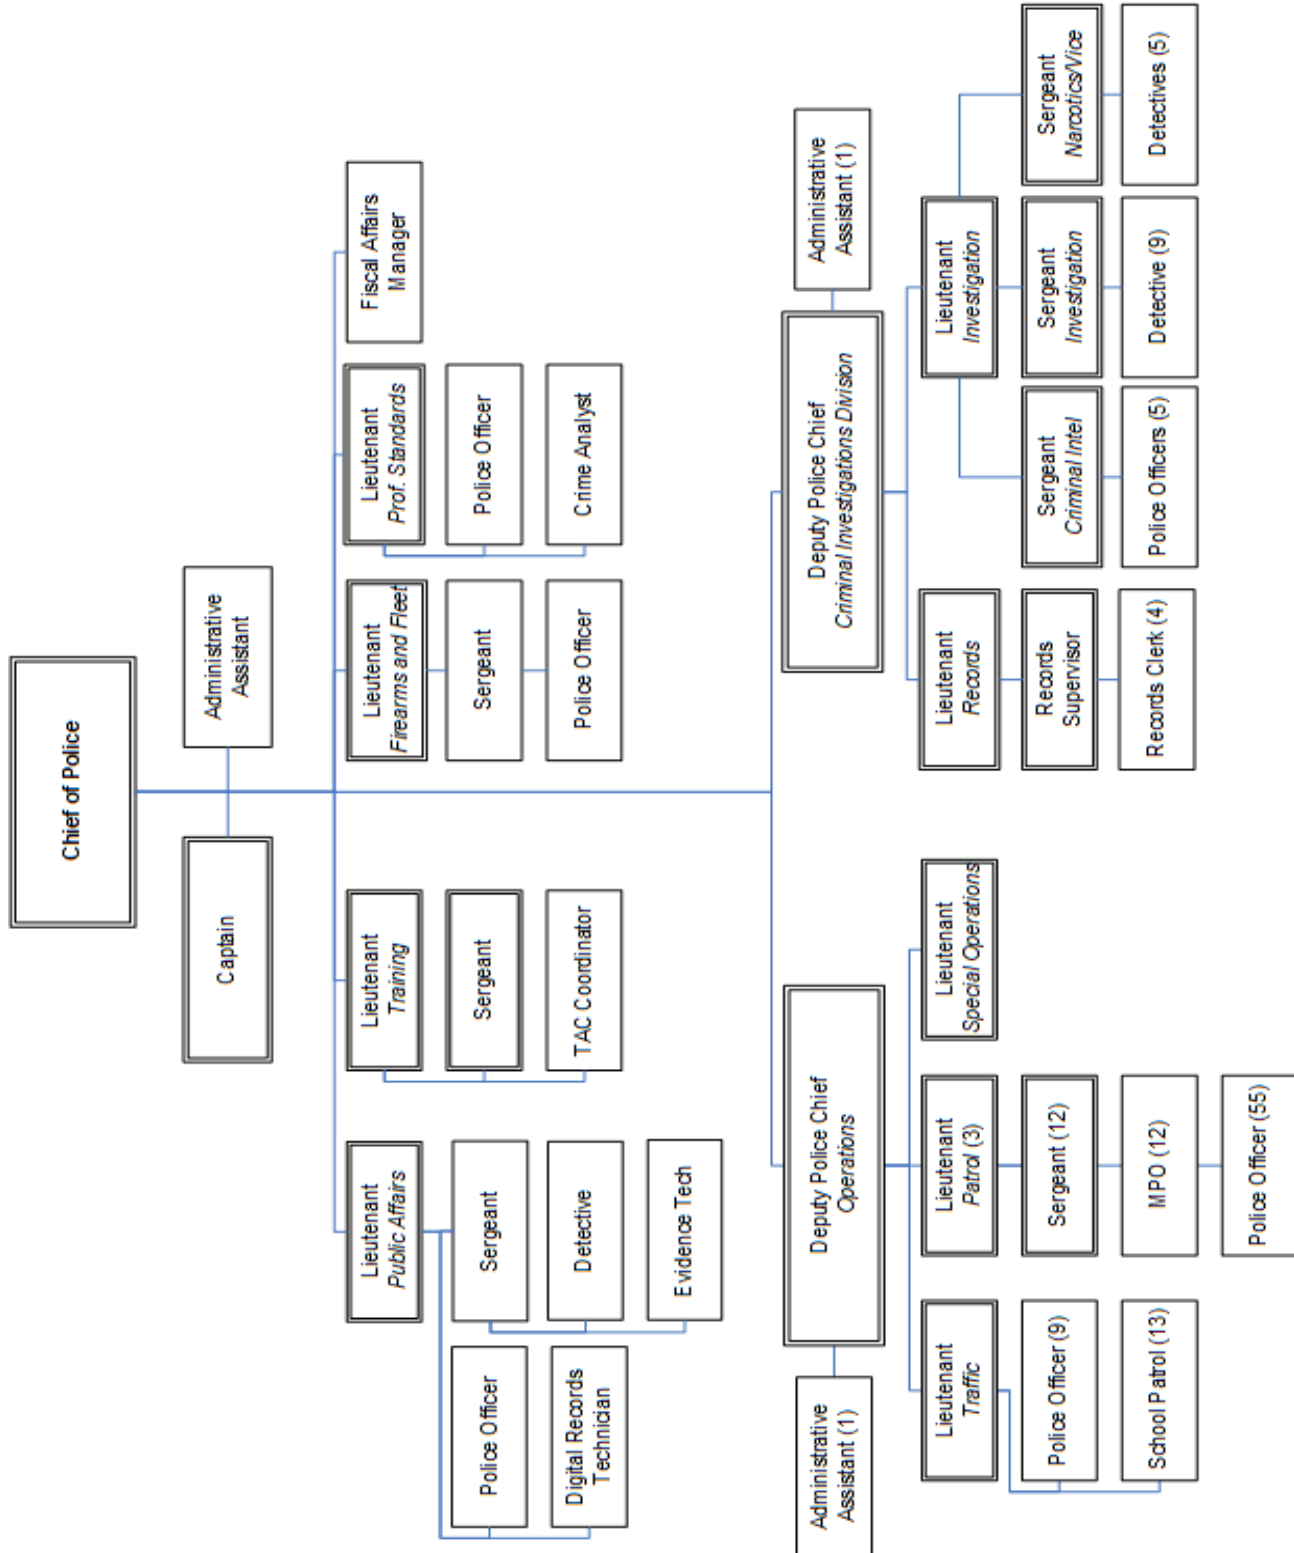 Chief of Police
Captain
Administrative
Assistant
Lieutenant
Public Affairs
Police Officer
Digital Records
Technician
Sergeant
Detective
Evidence Tech
Lieutenant
Training
Sergeant
TAC Coordinator
Lieutenant
Firearms and Fleet
Sergeant
Police Officer
Lieutenant
Prof. Standards
Police Officer
Crime Analyst
Fiscal Affairs
Manager
Administrative
Assistant (1)
Deputy Police Chief
Operations
Lieutenant
Traffic
Police Officer (9)
School Patrol (13)
Lieutenant
Patrol (3)
Sergeant (12)
MPO (12)
Police Officer (55)
Lieutenant
Special Operations
Deputy Police Chief
Criminal Investigations Division
Administrative
Assistant (1)
Lieutenant
Records
Records
Supervisor
Records Clerk (4)
Lieutenant
Investigation
Sergeant
Criminal Intel
Police Officers (5)
Sergeant
Investigation
Detective (9)
Sergeant
Narcotics/Vice
Detectives (5)